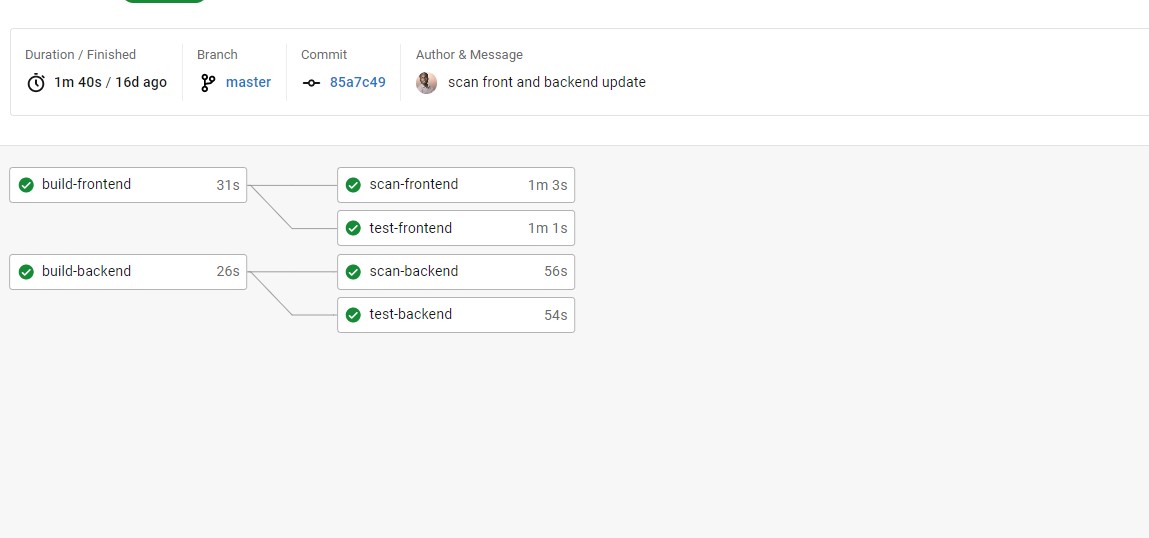 Duration / Finished
1m 40s / 16d ago
Branch
master
Commit
85a7c49
Author & Message
scan front and backend update
build-frontend 31s
scan-frontend 1m 3s
test-frontend 1m 1s
build-backend 26s
scan-backend 56s
test-backend 54s